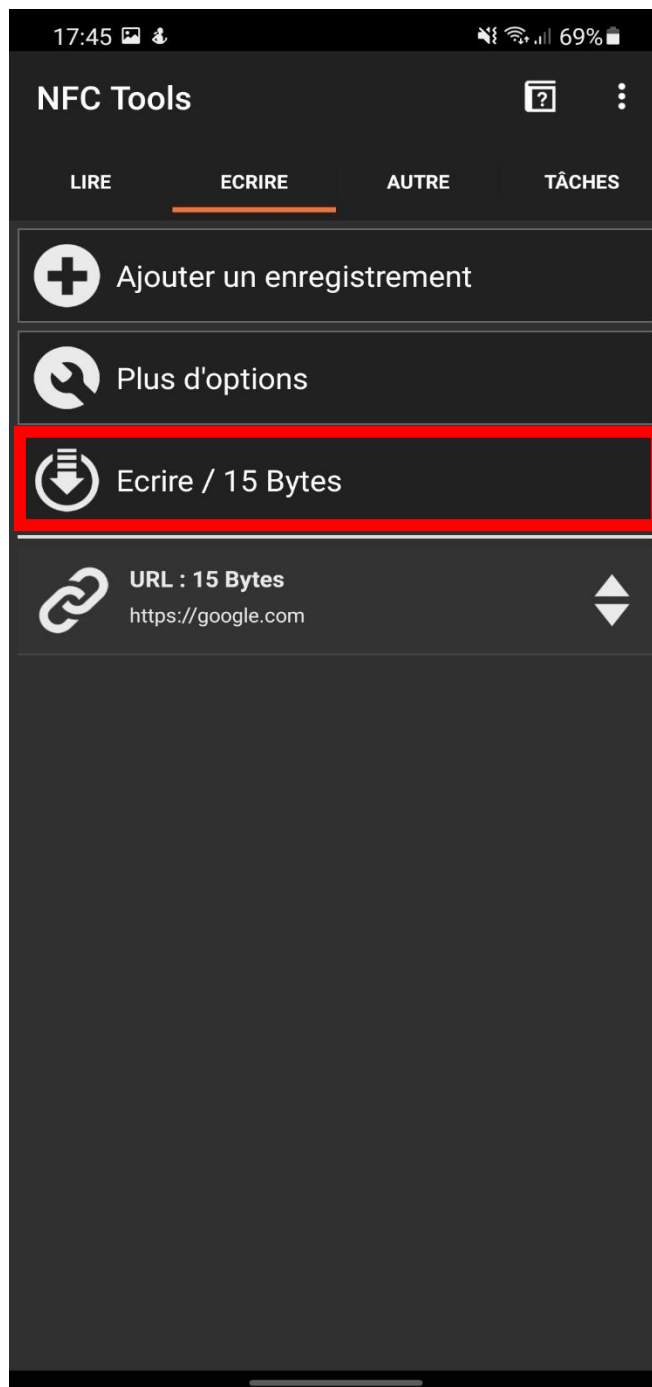 17:45 69%
NFC Tools
LIRE ECRIRE AUTRE TÂCHES
Ajouter un enregistrement
Plus d'options
Ecrire / 15 Bytes
URL : 15 Bytes
https://google.com